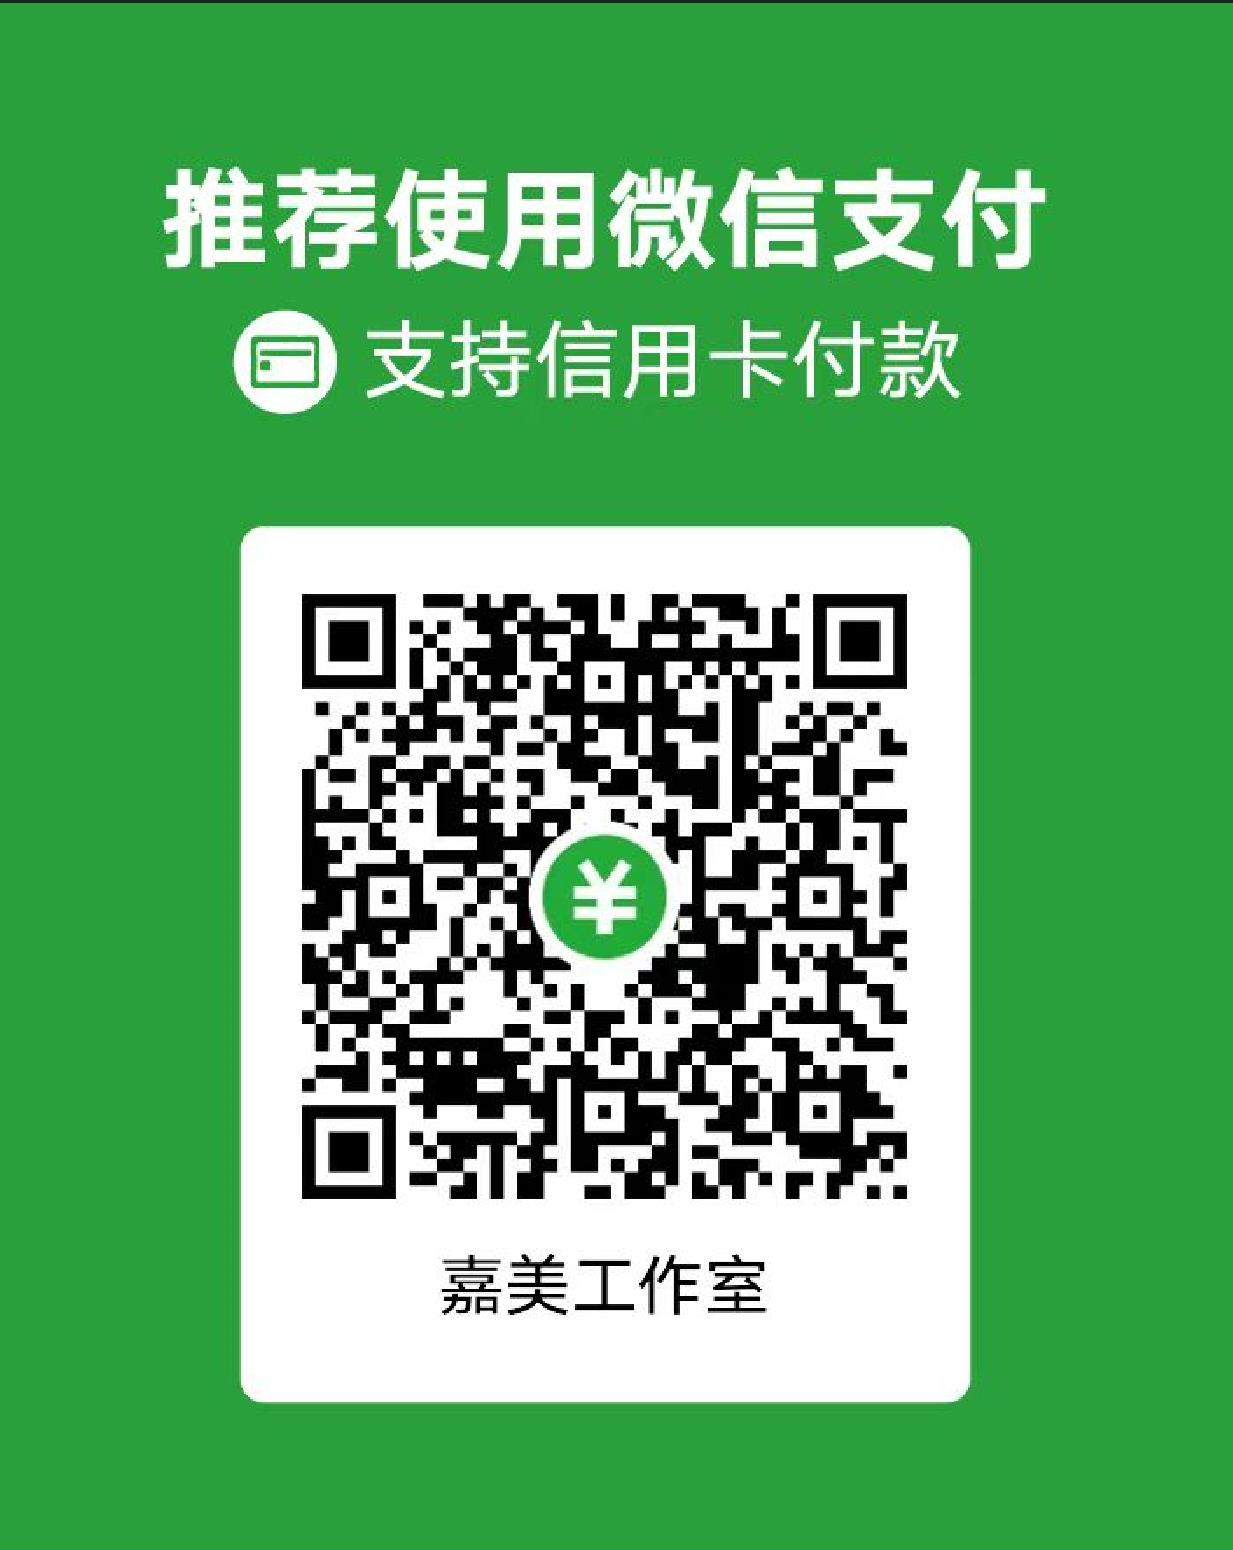 推荐使用微信支付
支持信用卡付款
¥
嘉美工作室